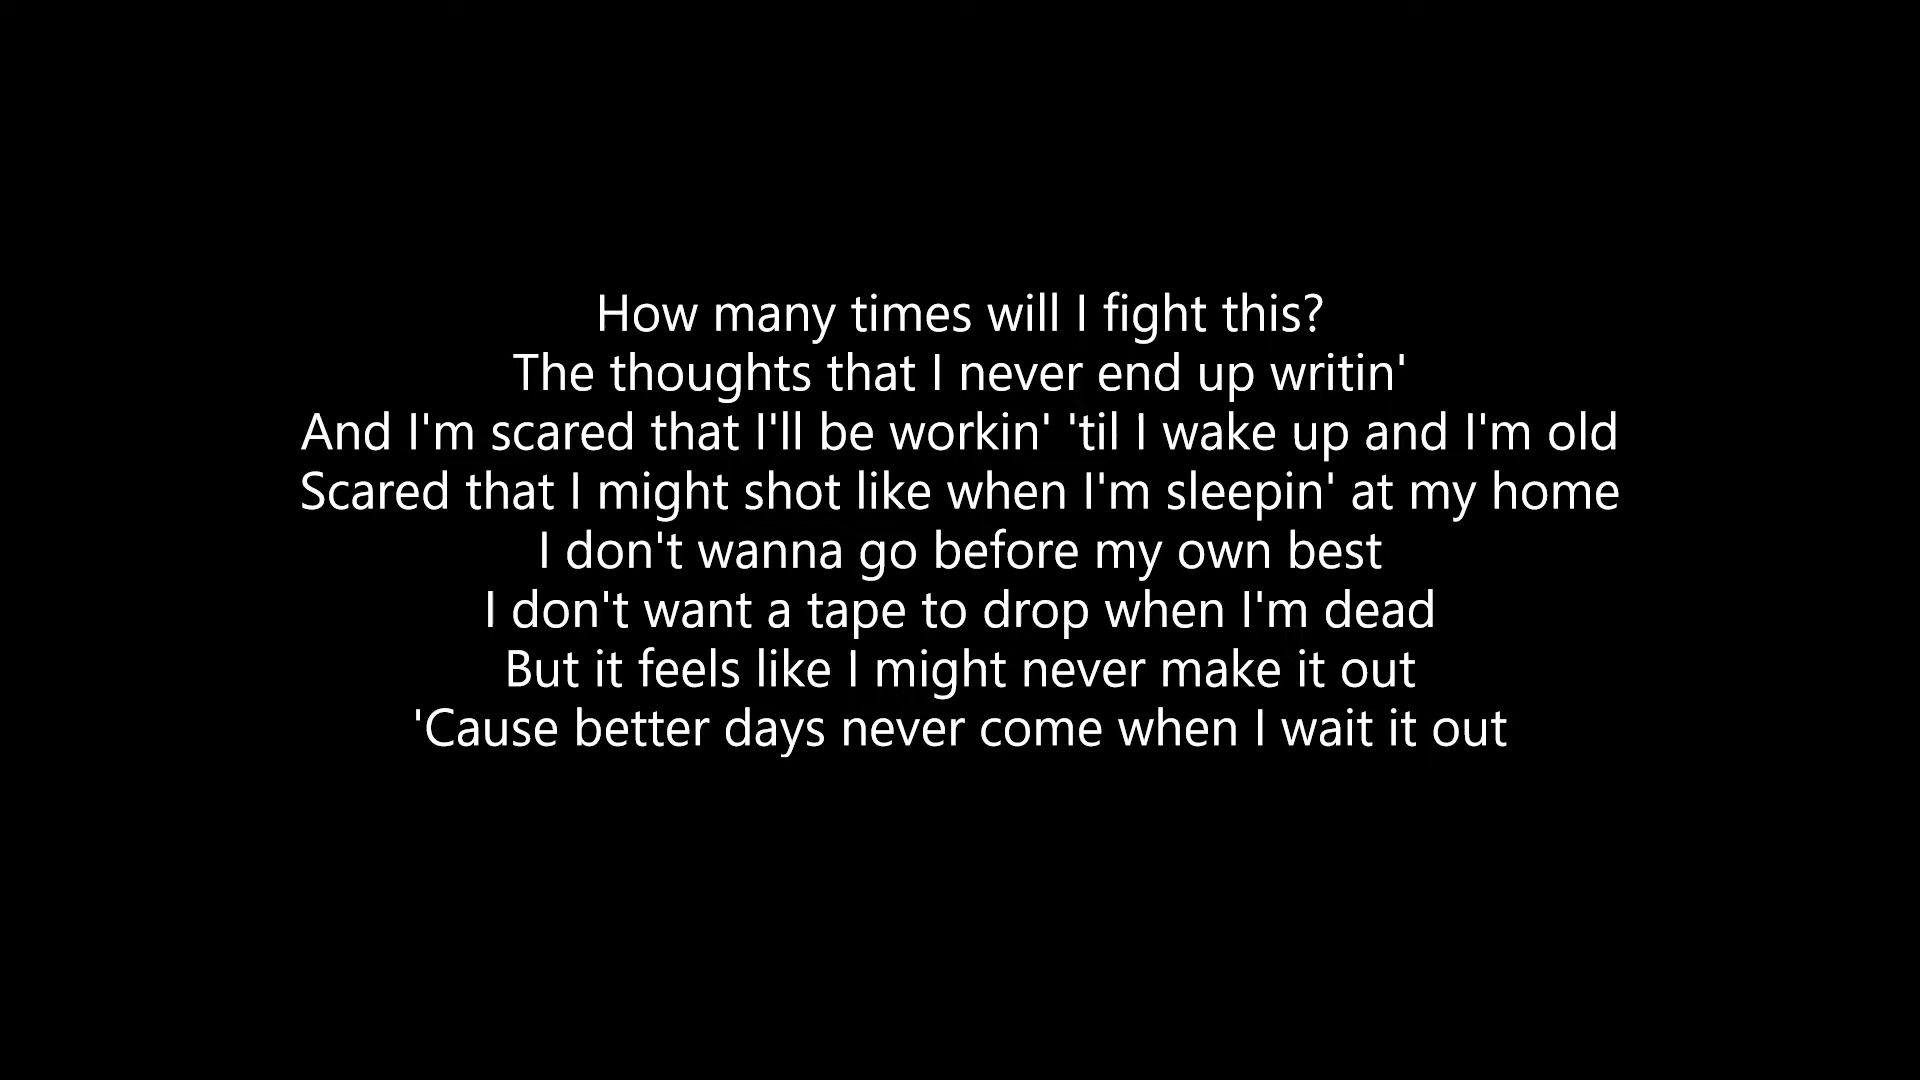 How many times will I fight this?
The thoughts that I never end up writin'
And I'm scared that I'll be workin' 'til I wake up and I'm old
Scared that I might shot like when I'm sleepin' at my home
I don't wanna go before my own best
I don't want a tape to drop when I'm dead
But it feels like I might never make it out
'Cause better days never come when I wait it out